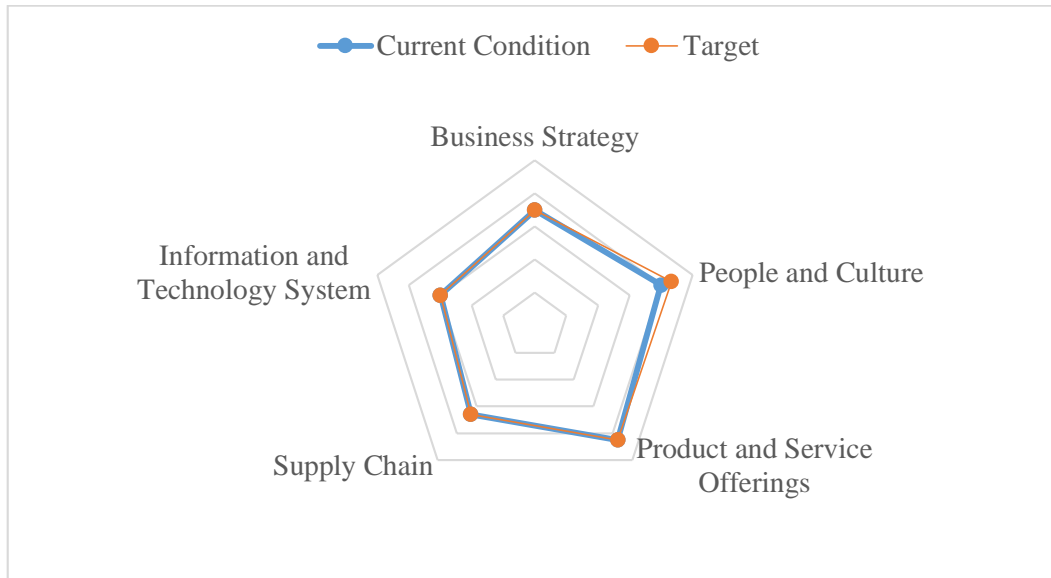 Current Condition
Target
Business Strategy
Information and
Technology System
People and Culture
Product and Service
Offerings
Supply Chain